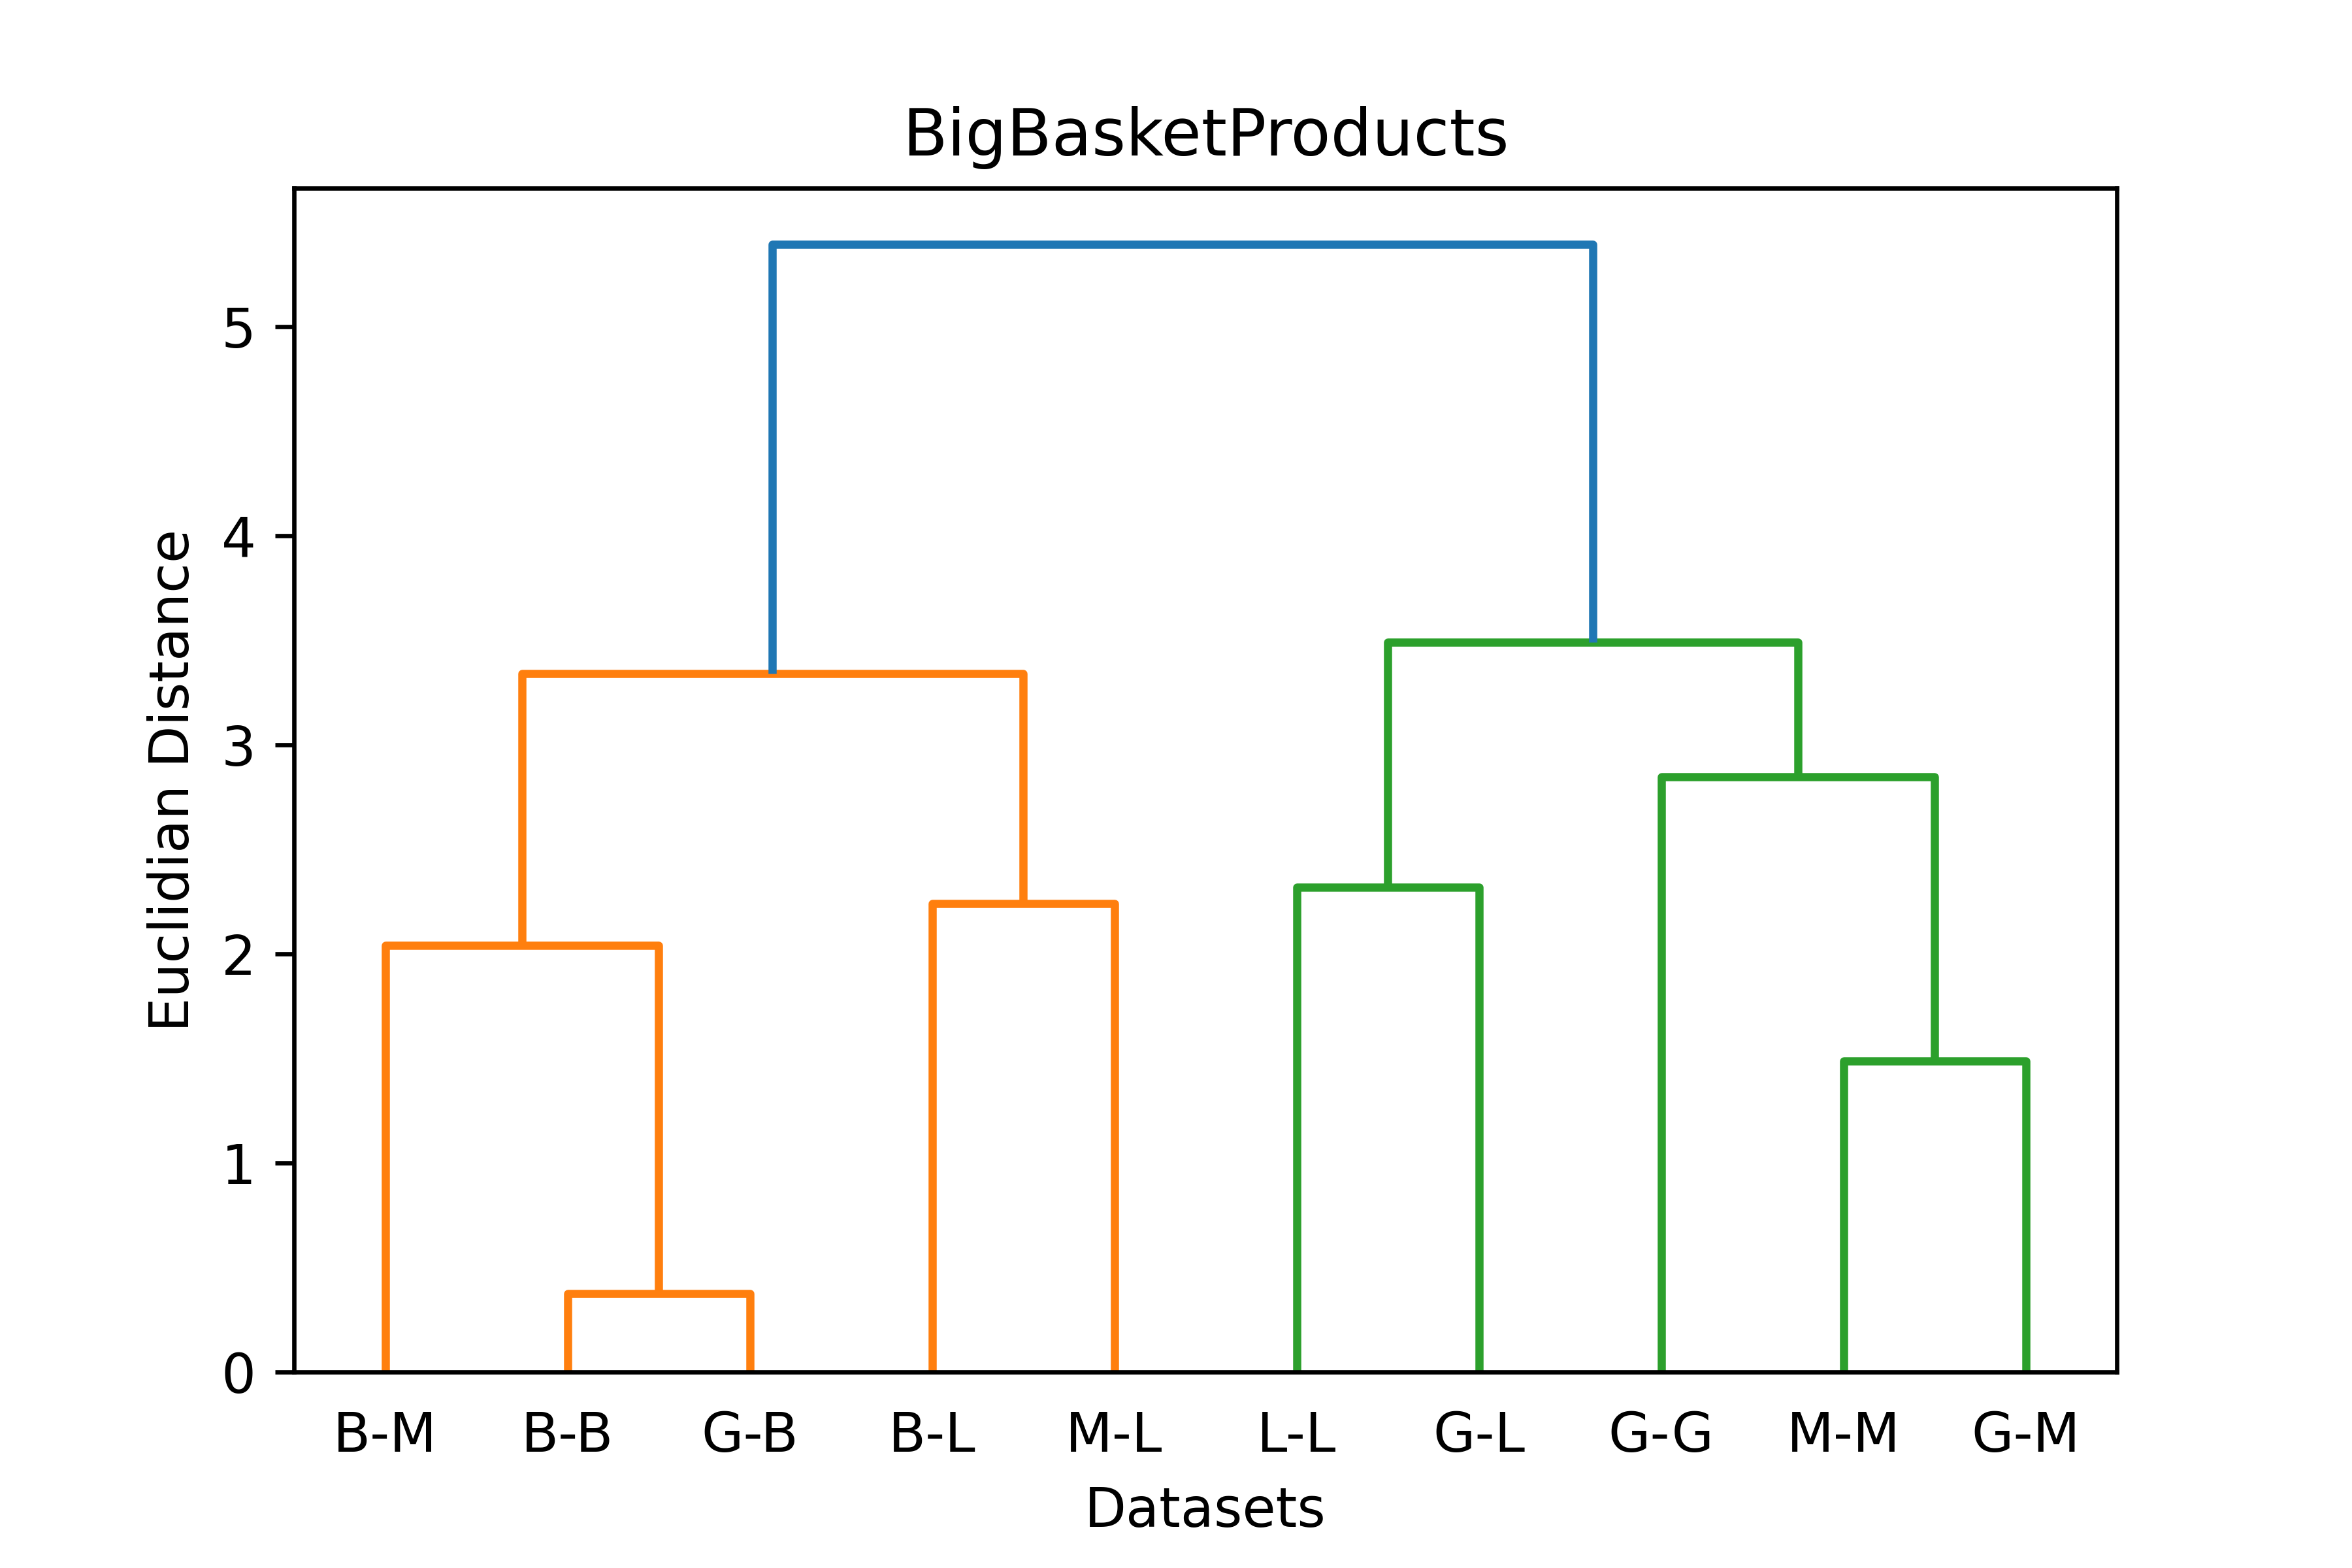 BigBasketProducts
Euclidian Distance
5
4
3
2
1
0
B-M B-B G-B B-L M-L L-L G-L G-G M-M G-M
Datasets